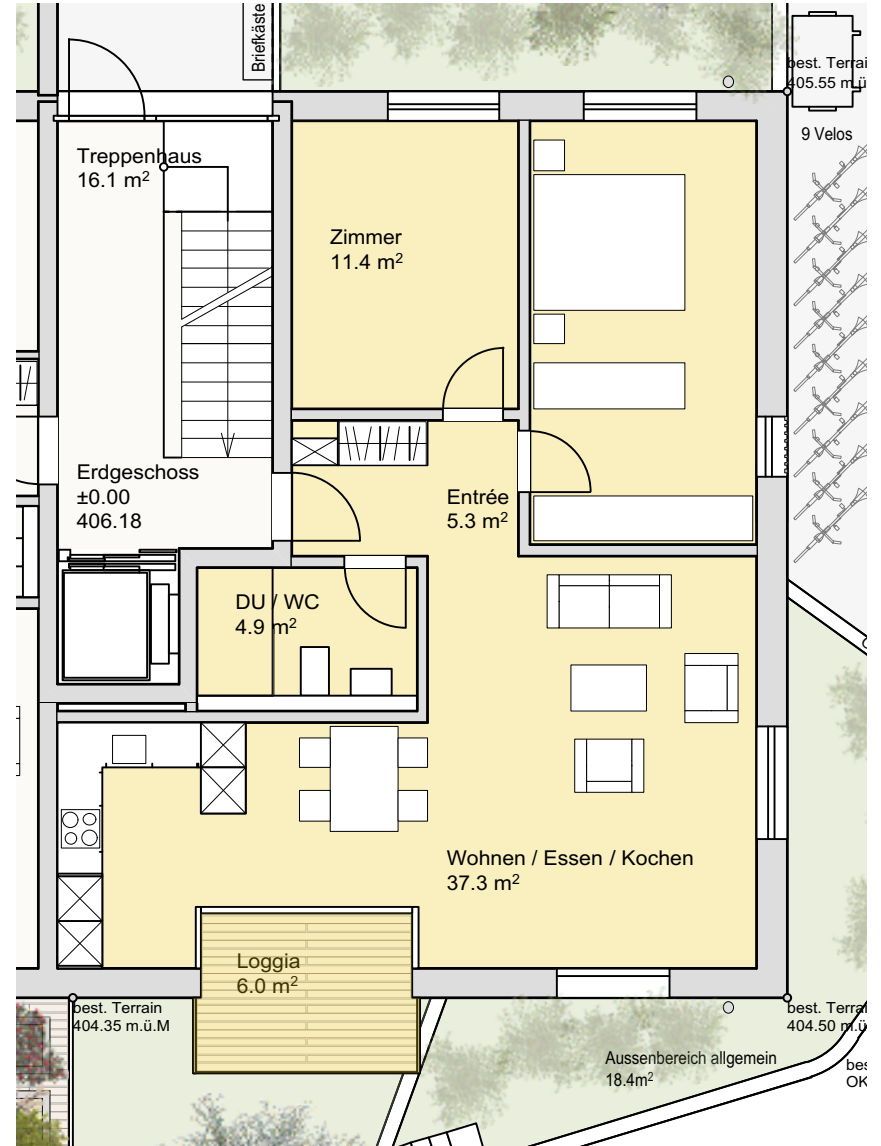 Briefkäste
best. Terrai
405.55 m.ü
9 Velos
Treppenhaus
16.1 m²
Zimmer
11.4 m²
Erdgeschoss
±0.00
406.18
Entrée
5.3 m²
DU / WC
4.9 m²
Wohnen / Essen / Kochen
37.3 m²
Loggia
6.0 m²
best. Terrain
404.35 m.ü.M
best. Terrai
404.50 m.ü
Aussenbereich allgemein
18.4m²
bes
OK